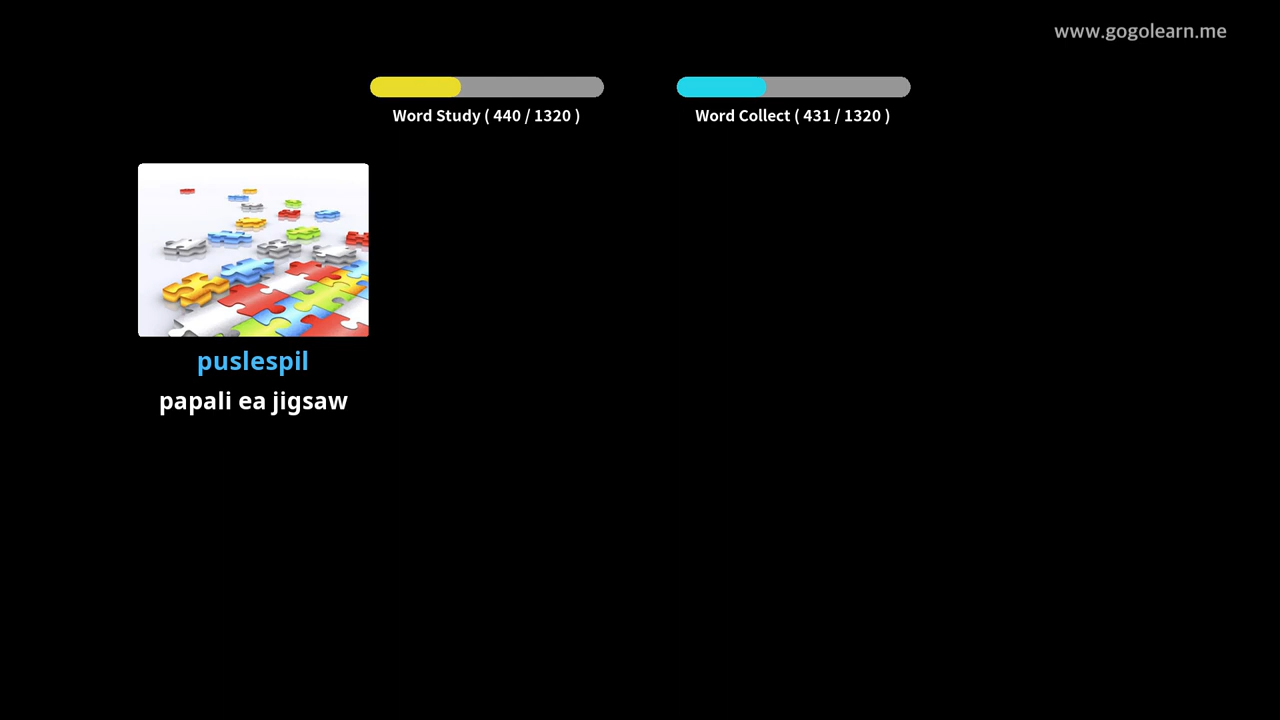 www.gogolearn.me
Word Study ( 440 / 1320 )
Word Collect ( 431 / 1320 )
puslespil
papali ea jigsaw